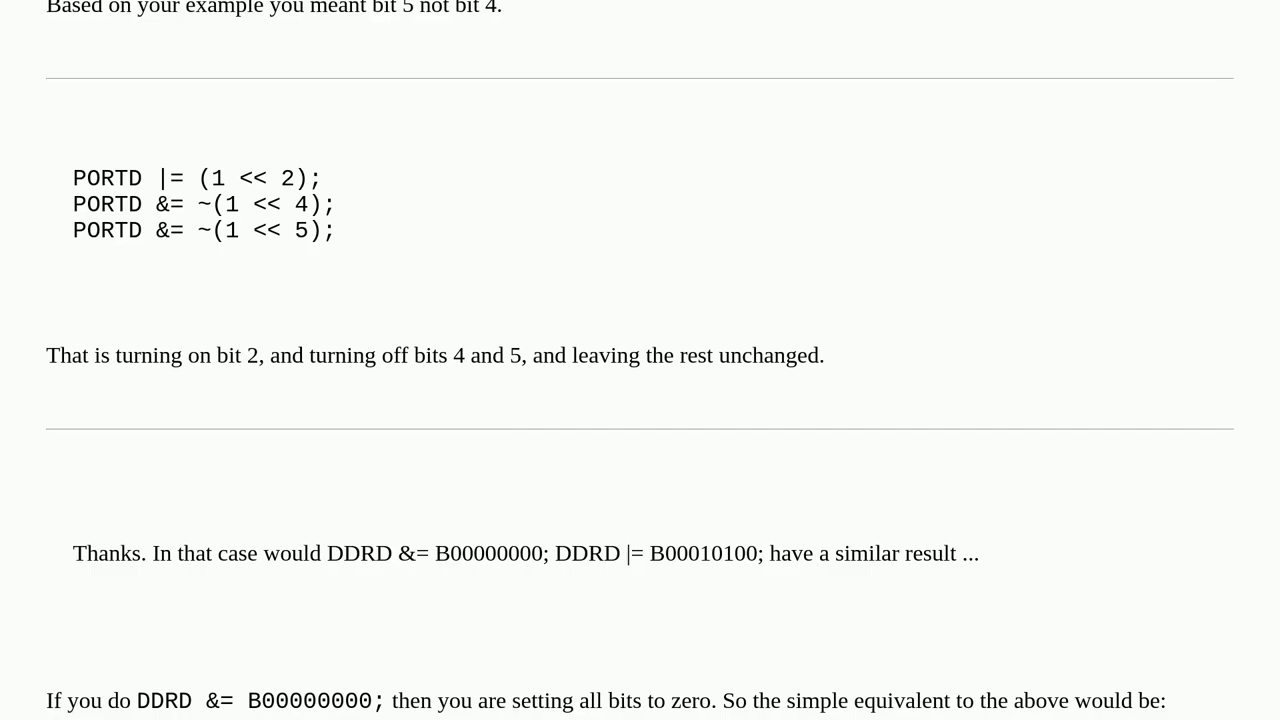 Based on your example you meant bit 5 not bit 4.
PORTD |= (1 << 2);
PORTD &= ~(1 << 4);
PORTD &= ~(1 << 5);
That is turning on bit 2, and turning off bits 4 and 5, and leaving the rest unchanged.
Thanks. In that case would DDRD &= B00000000; DDRD |= B00010100; have a similar result ...
If you do DDRD &= B00000000; then you are setting all bits to zero. So the simple equivalent to the above would be: